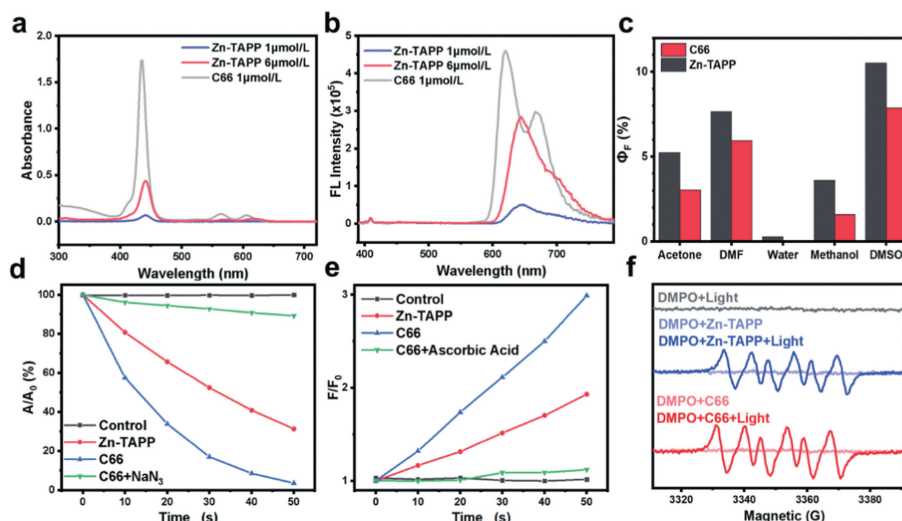 a
Absorbance
2.0
1.5
1.0
0.5
0.0
Zn-TAPP 1μmol/L
Zn-TAPP 6μmol/L
C66 1μmol/L
300 400 500 600 700
Wavelength (nm)
b
FL Intensity (x10⁵)
5
4
3
2
1
0
Zn-TAPP 1μmol/L
Zn-TAPP 6μmol/L
C66 1μmol/L
400 500 600 700
Wavelength (nm)
c
ΦF (%)
10
5
0
C66
Zn-TAPP
Acetone DMF Water Methanol DMSO
d
A/A₀ (%)
100
80
60
40
20
0
Control
Zn-TAPP
C66
C66+NaN₃
0 10 20 30 40 50
Time (s)
e
F/F₀
3
2
1
Control
Zn-TAPP
C66
C66+Ascorbic Acid
0 10 20 30 40 50
Time (s)
f
DMPO+Light
DMPO+Zn-TAPP
DMPO+Zn-TAPP+Light
DMPO+C66
DMPO+C66+Light
3320 3340 3360 3380
Magnetic (G)